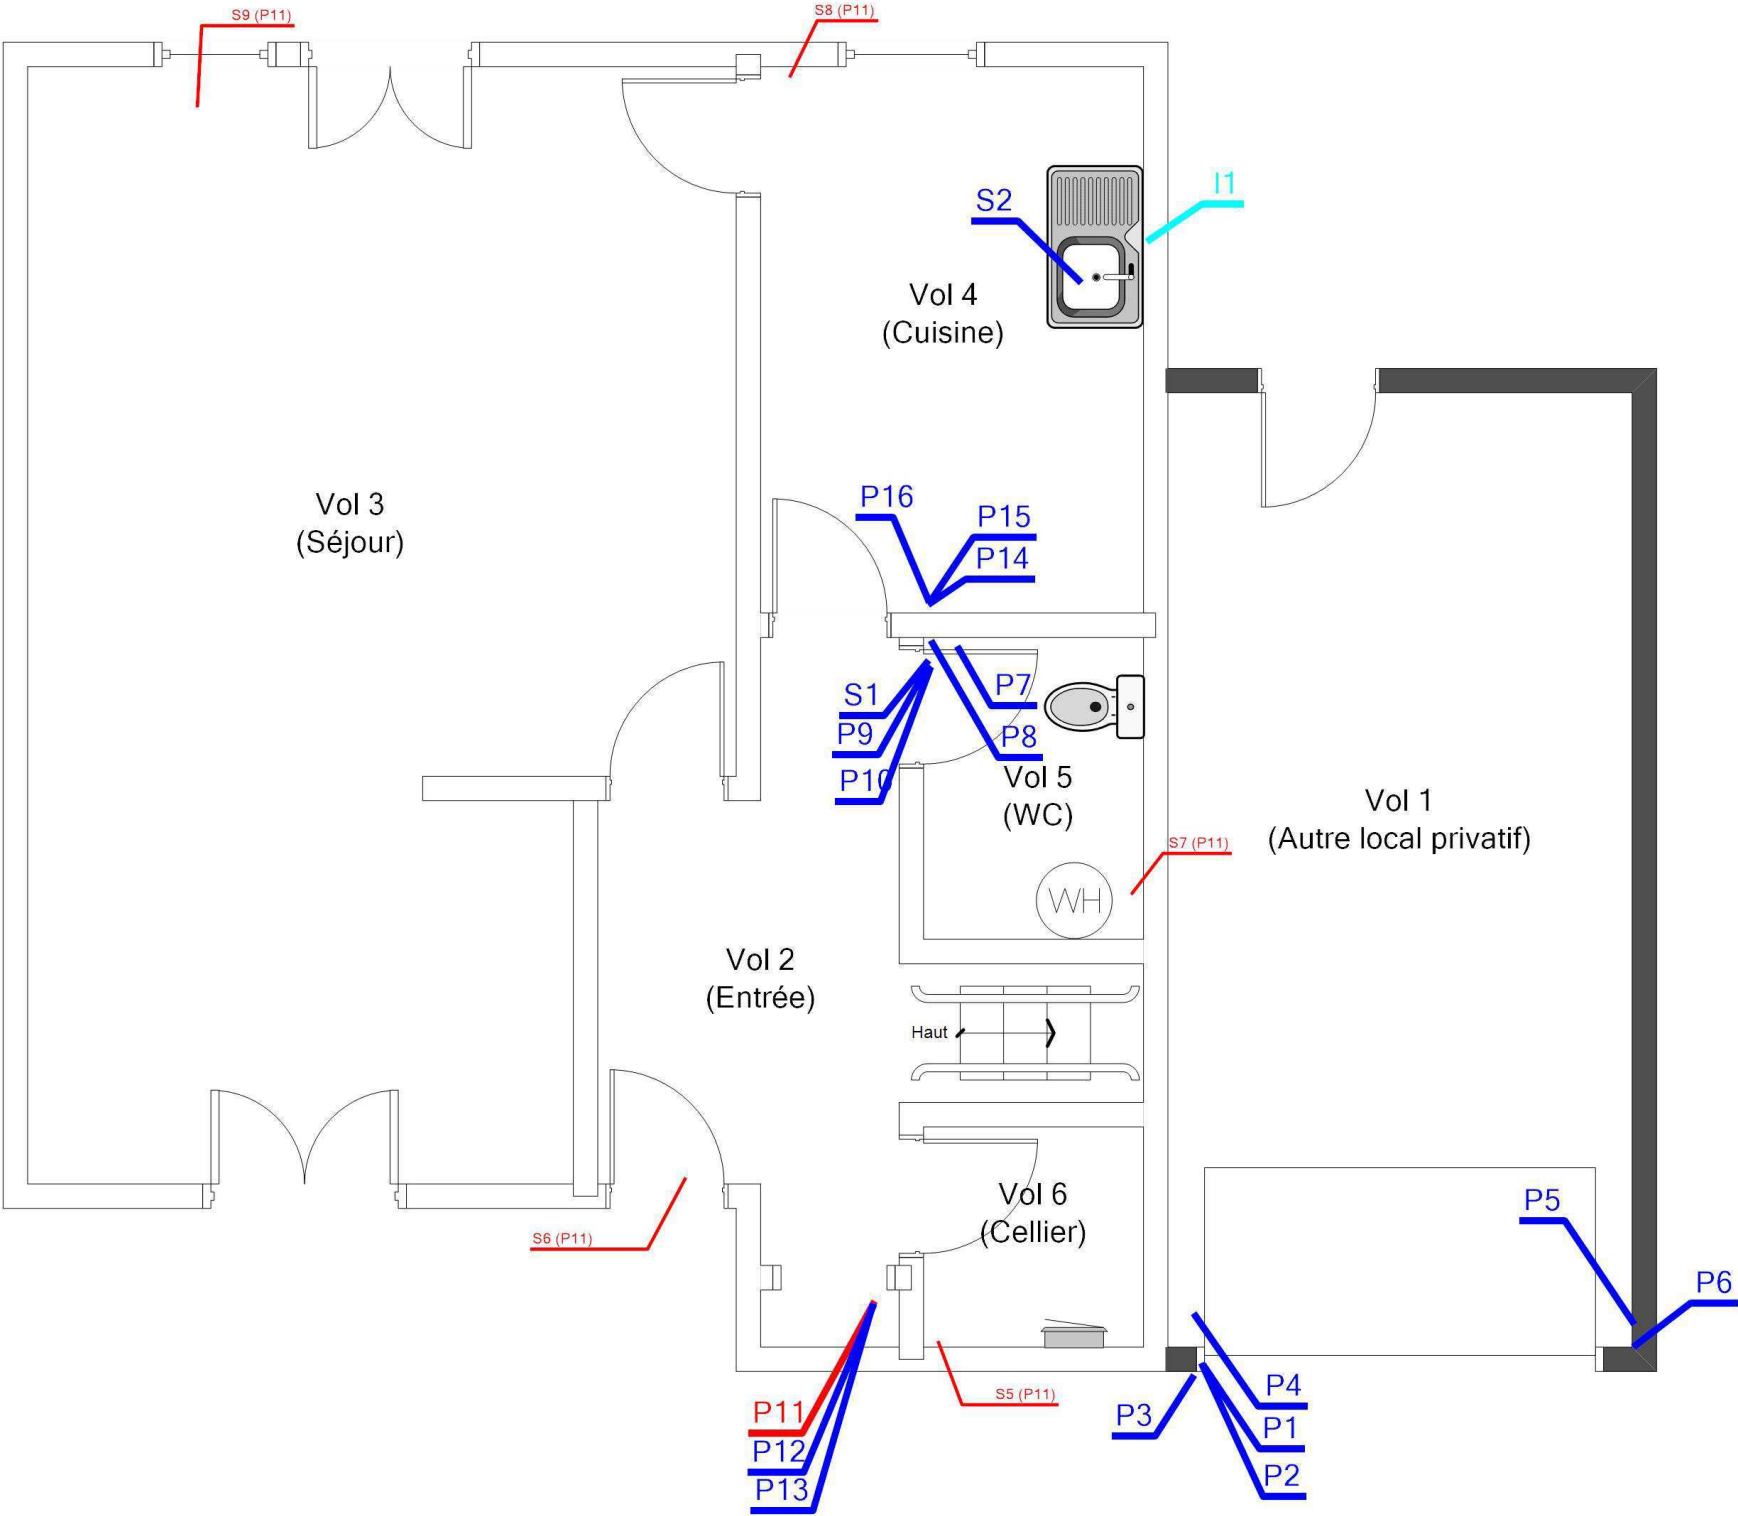 S9 (P11)
S8 (P11)
I1
S2
Vol 4
(Cuisine)
Vol 3
(Séjour)
P16
P15
P14
S1
P7
P9
P8
P10
Vol 5
(WC)
Vol 1
(Autre local privatif)
S7 (P11)
WH
Vol 2
(Entrée)
Haut
Vol 6
(Cellier)
P5
S6 (P11)
P6
S5 (P11)
P4
P11
P3
P1
P12
P2
P13